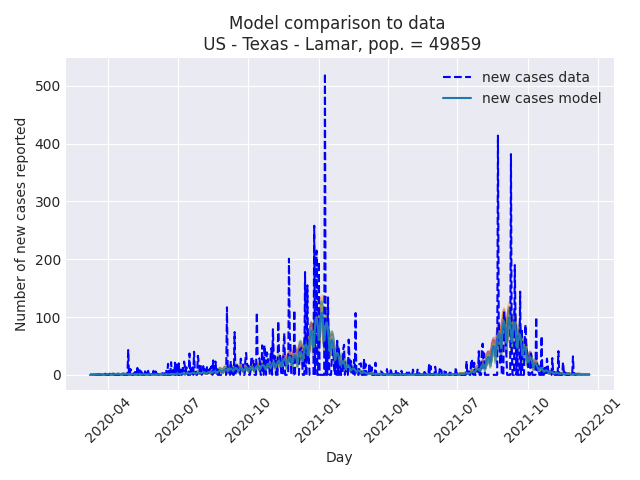 Model comparison to data
US - Texas - Lamar, pop. = 49859
new cases data
new cases model
Number of new cases reported
500
400
300
200
100
0
2020-04
2020-07
2020-10
2021-01
2021-04
2021-07
2021-10
2022-01
Day